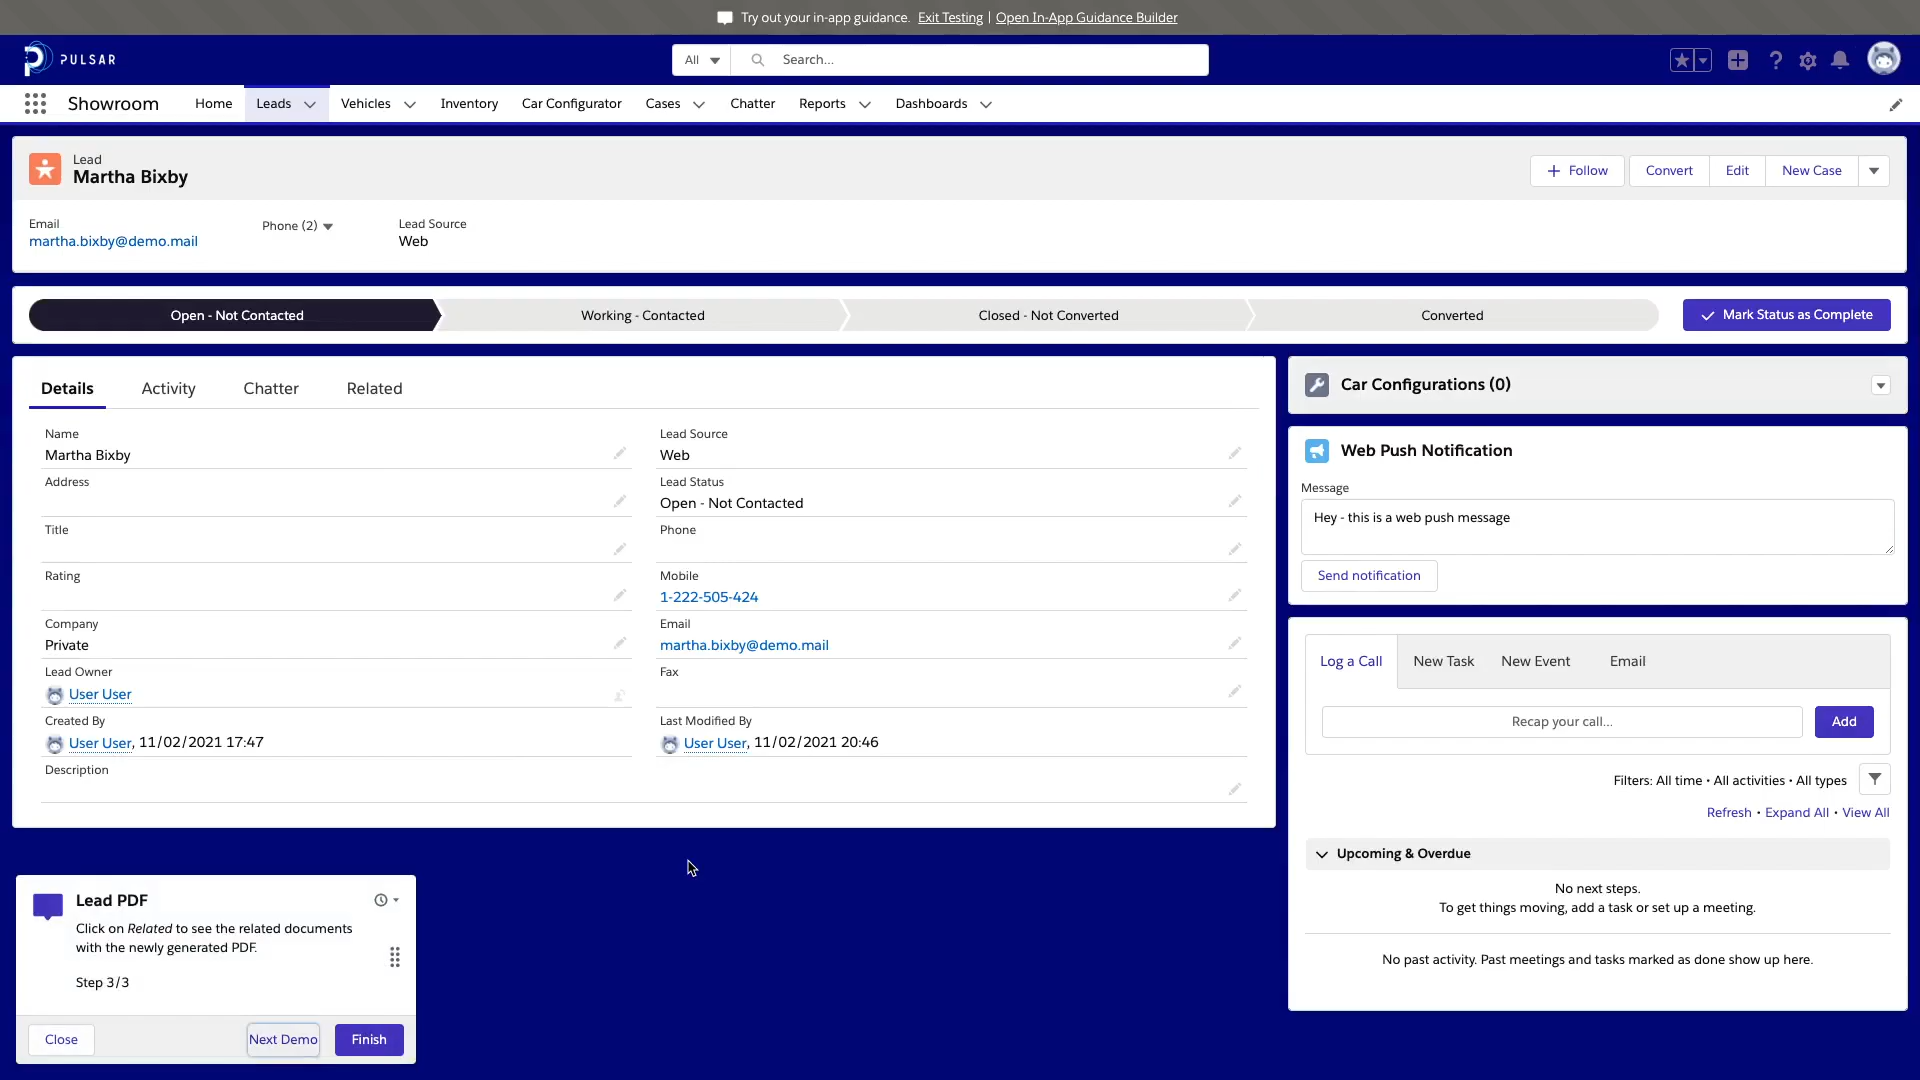 Try out your in-app guidance. Exit Testing | Open In-App Guidance Builder
PULSAR
All
Search...
Showroom
Home
Leads
Vehicles
Inventory
Car Configurator
Cases
Chatter
Reports
Dashboards
Lead
Martha Bixby
Follow
Convert
Edit
New Case
Email
martha.bixby@demo.mail
Phone (2)
Lead Source
Web
Open - Not Contacted
Working - Contacted
Closed - Not Converted
Converted
Mark Status as Complete
Details
Activity
Chatter
Related
Name
Martha Bixby
Lead Source
Web
Address
Lead Status
Open - Not Contacted
Title
Phone
Rating
Mobile
1-222-505-424
Company
Private
Email
martha.bixby@demo.mail
Lead Owner
User User
Fax
Created By
User User, 11/02/2021 17:47
Last Modified By
User User, 11/02/2021 20:46
Description
Car Configurations (0)
Web Push Notification
Message
Hey - this is a web push message
Send notification
Log a Call
New Task
New Event
Email
Recap your call...
Add
Filters: All time • All activities • All types
Refresh • Expand All • View All
Upcoming & Overdue
No next steps.
To get things moving, add a task or set up a meeting.
No past activity. Past meetings and tasks marked as done show up here.
Lead PDF
Click on Related to see the related documents
with the newly generated PDF.
Step 3/3
Close
Next Demo
Finish